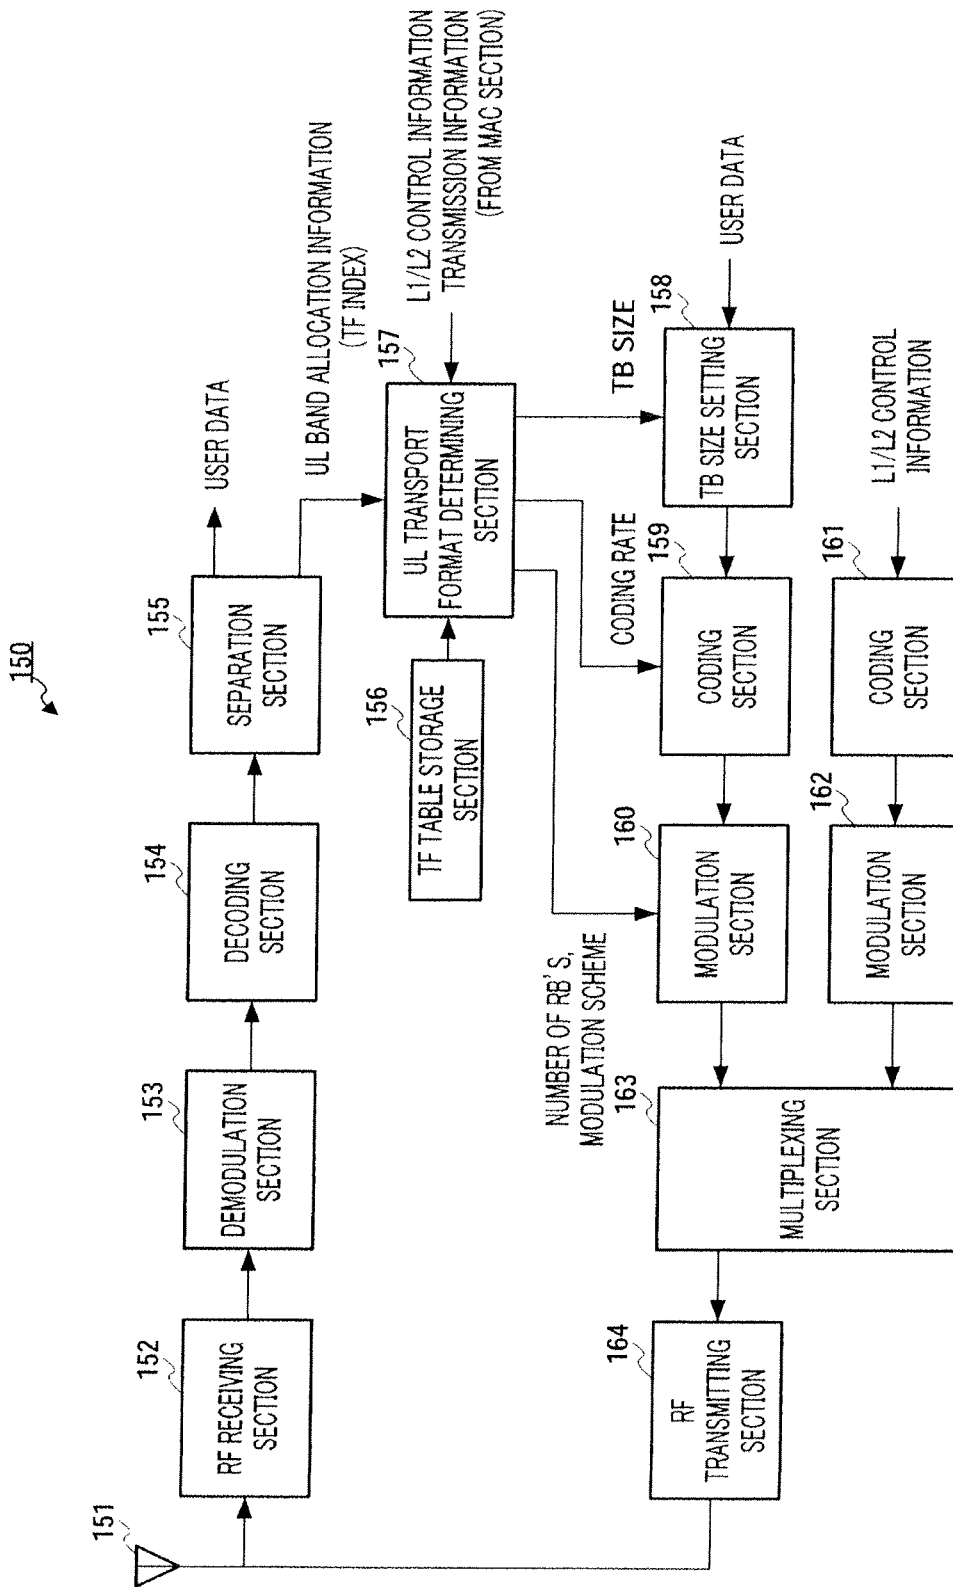 150
151
152
RF RECEIVING
SECTION
153
DEMODULATION
SECTION
154
DECODING
SECTION
155
SEPARATION
SECTION
USER DATA
UL BAND ALLOCATION INFORMATION
(TF INDEX)
156
TF TABLE STORAGE
SECTION
157
UL TRANSPORT
FORMAT DETERMINING
SECTION
L1/L2 CONTROL INFORMATION
TRANSMISSION INFORMATION
(FROM MAC SECTION)
NUMBER OF RB' S,
MODULATION SCHEME
CODING RATE
TB SIZE
164
RF
TRANSMITTING
SECTION
163
MULTIPLEXING
SECTION
160
MODULATION
SECTION
159
CODING
SECTION
158
TB SIZE SETTING
SECTION
USER DATA
162
MODULATION
SECTION
161
CODING
SECTION
L1/L2 CONTROL
INFORMATION